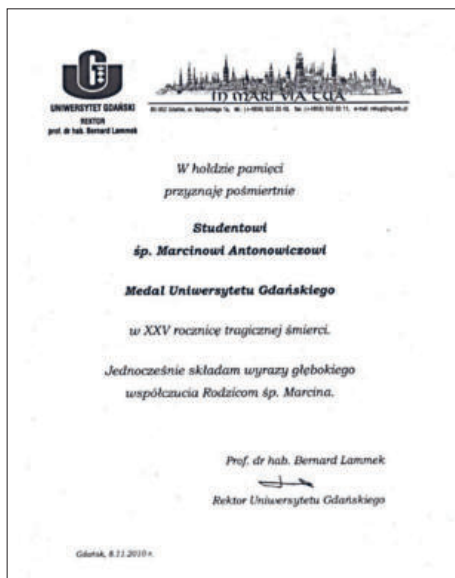 UNIWERSYTET GDAŃSKI
REKTOR
prof. dr hab. Bernard Lammek
IN MARI VIA TUA
W hołdzie pamięci
przyznaję pośmiertnie
Studentowi
śp. Marcinowi Antonowiczowi
Medal Uniwersytetu Gdańskiego
w XXV rocznicę tragicznej śmierci.
Jednocześnie składam wyrazy głębokiego
współczucia Rodzicom śp. Marcina.
Prof. dr hab. Bernard Lammek
Rektor Uniwersytetu Gdańskiego
Gdańsk, 8.11.2010 r.